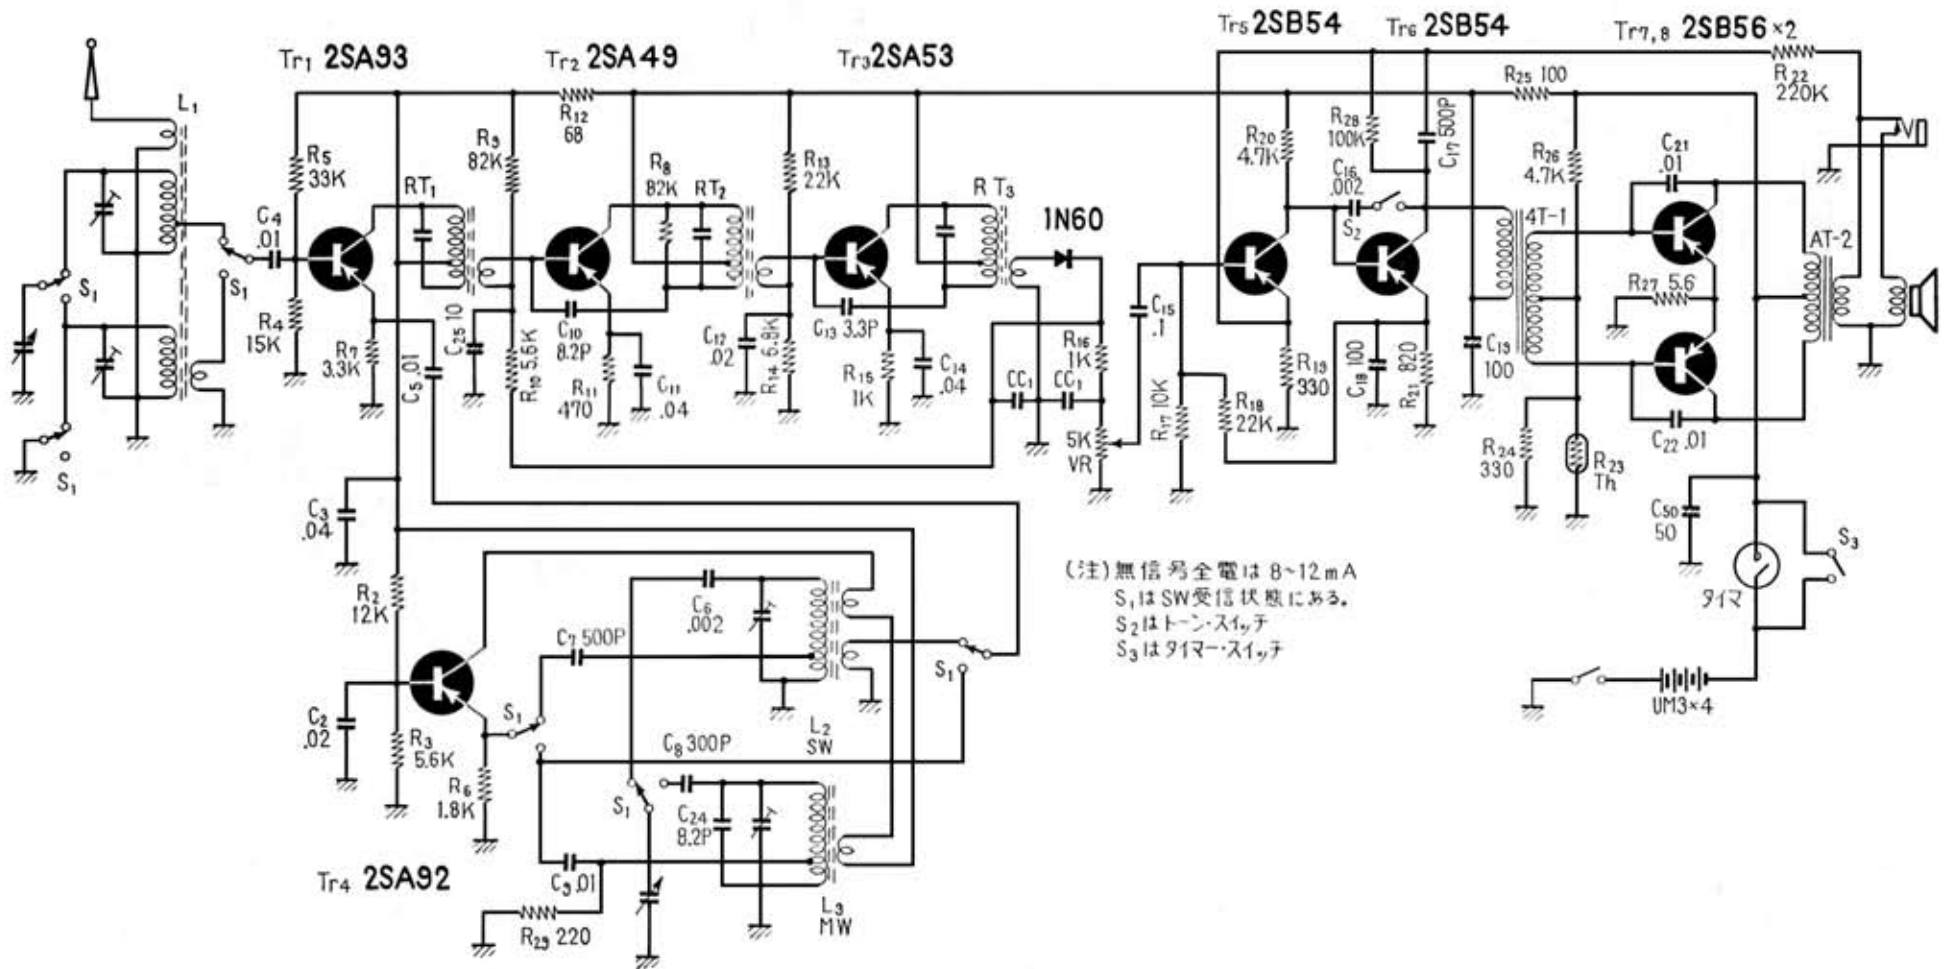 Tr₁ 2SA93
Tr₂ 2SA49
Tr₃ 2SA53
Tr₅ 2SB54
Tr₆ 2SB54
Tr₇,₈ 2SB56×2
L₁
R₅
33K
C₄
.01
R₄
15K
R₇
3.3K
S₁
S₁
S₁
RT₁
R₉
82K
R₁₂
68
C₂₅ 10
C₅ .01
R₁₀ 5.6K
C₁₀
8.2P
R₁₁
470
C₁₁
.04
R₈
82K
RT₂
R₁₃
22K
C₁₂
.02
R₁₄ 6.8K
C₁₃ 3.3P
R₁₅
1K
C₁₄
.04
RT₃
1N60
R₁₆
1K
CC₁
CC₁
5K
VR
C₁₅
.1
R₁₇ 10K
R₁₈
22K
R₂₀
4.7K
R₁₉
330
R₂₈
100K
C₁₆
.002
S₂
C₁₇ 500P
C₁₈ 100
R₂₁ 820
C₁₉
100
4T-1
R₂₅ 100
R₂₆
4.7K
R₂₄
330
R₂₃
Th
C₂₁
.01
R₂₇ 5.6
C₂₂ .01
R₂₂
220K
AT-2
C₅₀
50
タイマ
S₃
UM3×4
C₃
.04
R₂
12K
C₂
.02
R₃
5.6K
R₆
1.8K
Tr₄ 2SA92
S₁
C₇ 500P
C₆
.002
L₂
SW
S₁
C₈ 300P
S₁
C₂₄
8.2P
C₉ .01
R₂₉ 220
L₃
MW
(注)無信号全電は 8~12mA
S₁はSW受信状態にある。
S₂はトーン・スイッチ
S₃はタイマー・スイッチ